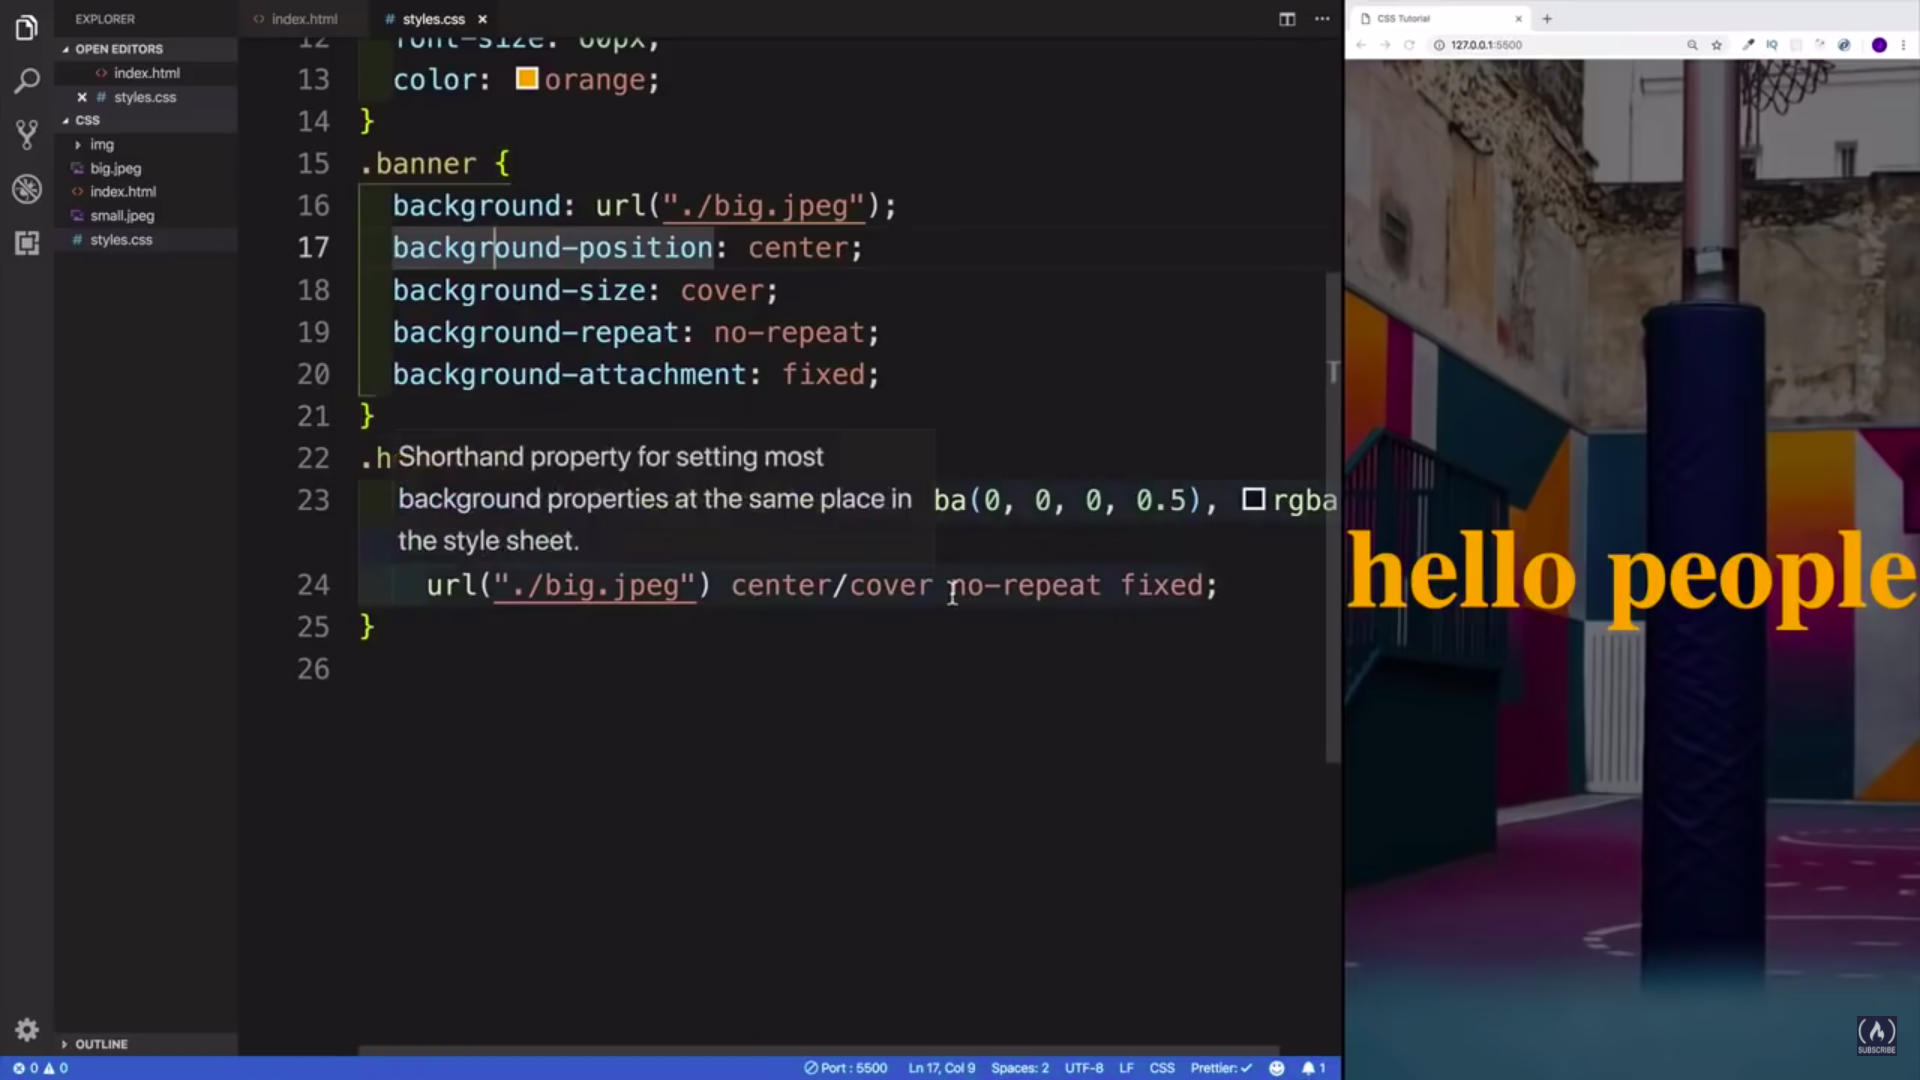 EXPLORER
OPEN EDITORS
index.html
styles.css
CSS
img
big.jpeg
index.html
small.jpeg
styles.css
OUTLINE
index.html
# styles.css
12 font-size: 60px;
13 color: orange;
14 }
15 .banner {
16 background: url("./big.jpeg");
17 background-position: center;
18 background-size: cover;
19 background-repeat: no-repeat;
20 background-attachment: fixed;
21 }
22 .h
Shorthand property for setting most
background properties at the same place in
the style sheet.
23 ba(0, 0, 0, 0.5), rgba
24 url("./big.jpeg") center/cover no-repeat fixed;
25 }
26
0 0
Port : 5500 Ln 17, Col 9 Spaces: 2 UTF-8 LF CSS Prettier: ✓ 1
CSS Tutorial
127.0.0.1:5500
hello people
SUBSCRIBE